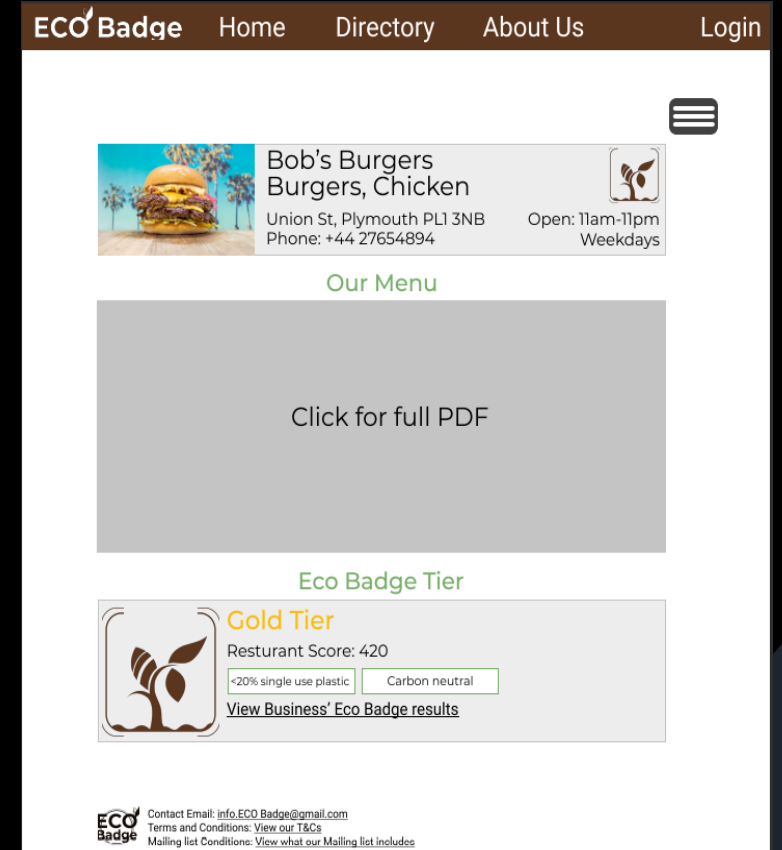 ECO Badge Home Directory About Us Login
Bob's Burgers
Burgers, Chicken
Union St, Plymouth PL1 3NB
Phone: +44 27654894
Open: 11am-11pm
Weekdays
Our Menu
Click for full PDF
Eco Badge Tier
Gold Tier
Resturant Score: 420
<20% single use plastic
Carbon neutral
View Business' Eco Badge results
ECO
Badge
Contact Email: info.ECO Badge@gmail.com
Terms and Conditions: View our T&Cs
Mailing list Conditions: View what our Mailing list includes